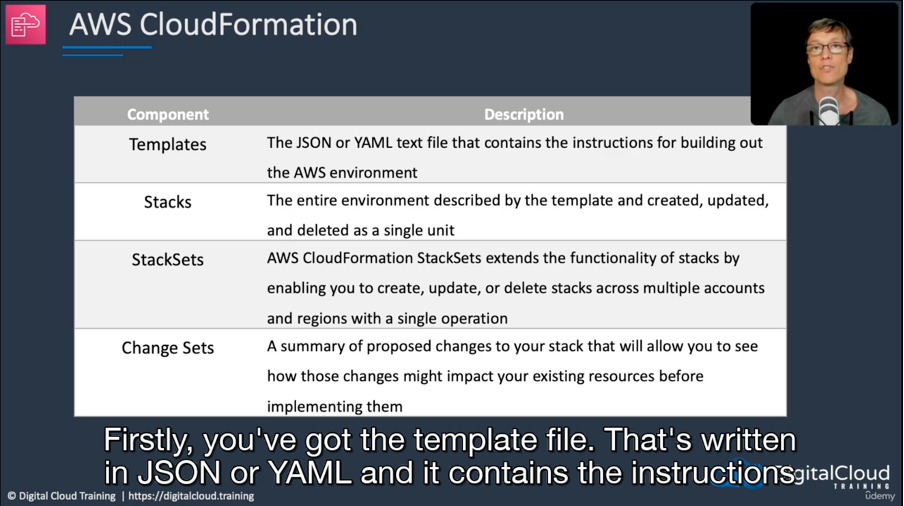 AWS CloudFormation
Component
Description
Templates
The JSON or YAML text file that contains the instructions for building out
the AWS environment
Stacks
The entire environment described by the template and created, updated,
and deleted as a single unit
StackSets
AWS CloudFormation StackSets extends the functionality of stacks by
enabling you to create, update, or delete stacks across multiple accounts
and regions with a single operation
Change Sets
A summary of proposed changes to your stack that will allow you to see
how those changes might impact your existing resources before
implementing them
Firstly, you've got the template file. That's written
in JSON or YAML and it contains the instructions
DigitalCloud
TRAINING
© Digital Cloud Training | https://digitalcloud.training
ûdemy